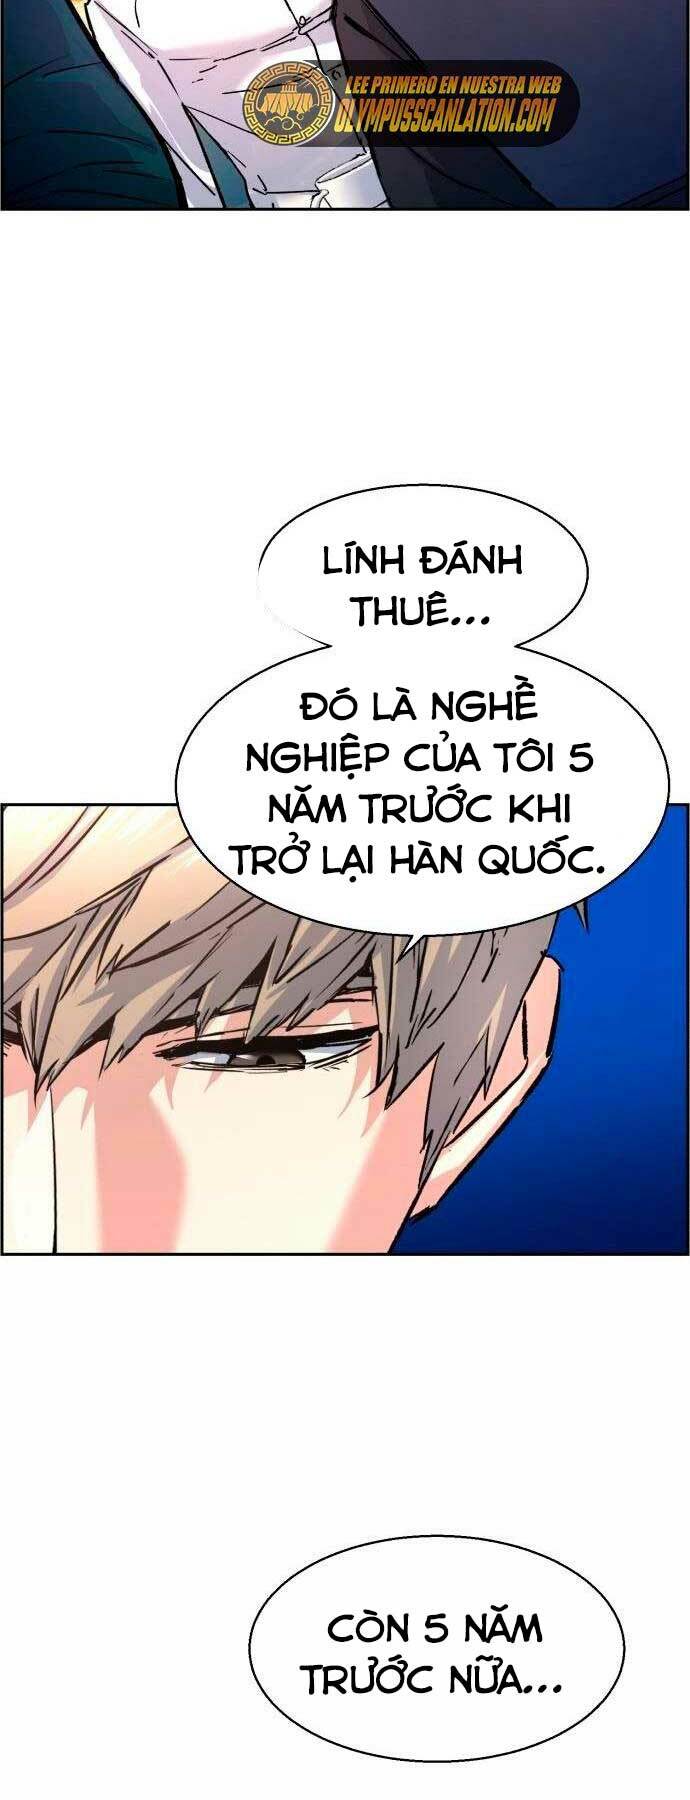 LEE PRIMERO EN NUESTRA WEB
OLYMPUSSCANLATION.COM
LÍNH ĐÁNH
THUÊ...
ĐÓ LÀ NGHỀ
NGHIỆP CỦA TÔI 5
NĂM TRƯỚC KHI
TRỞ LẠI HÀN QUỐC.
CÒN 5 NĂM
TRƯỚC NỮA...